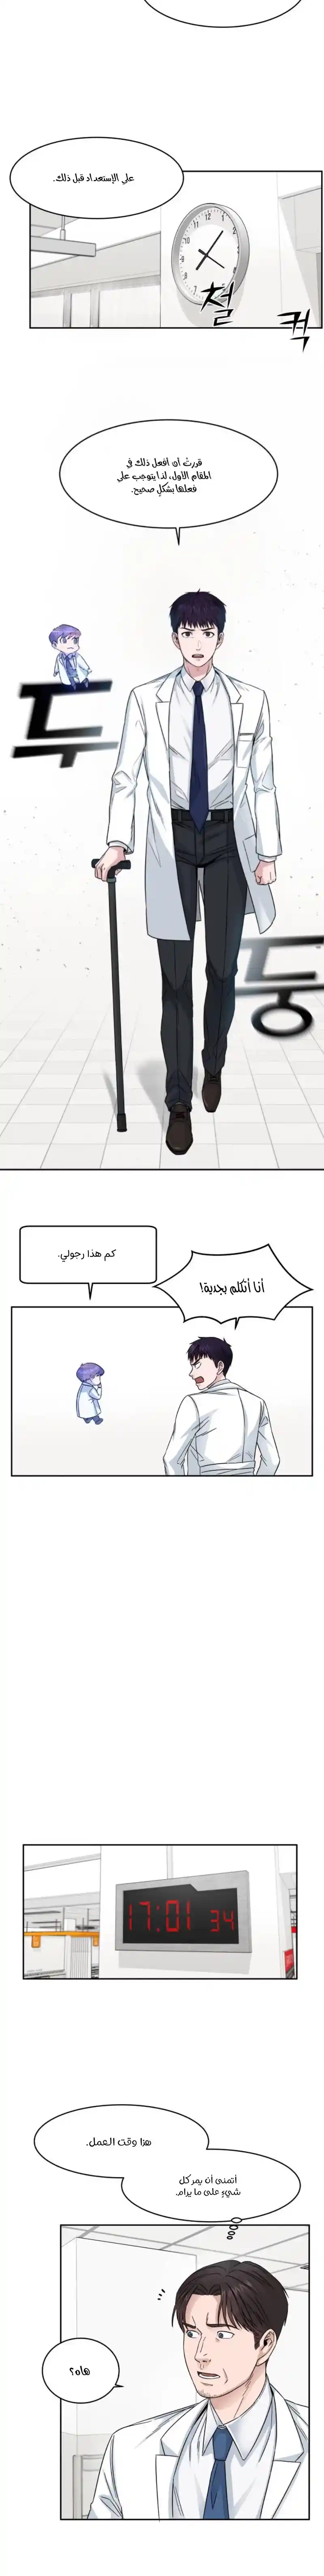 علي الإستعداد قبل ذلك.
철
컥
قررتُ أن أفعل ذلك في
المقام الأول، لذا يتوجب علي
فعلها بشكلٍ صحيح.
두
둥
كم هذا رجولي.
أنا أتكلم بجدية!
17:01 34
هذا وقت العمل.
أتمنى أن يمر كل
شيءٍ على ما يرام.
هاه؟